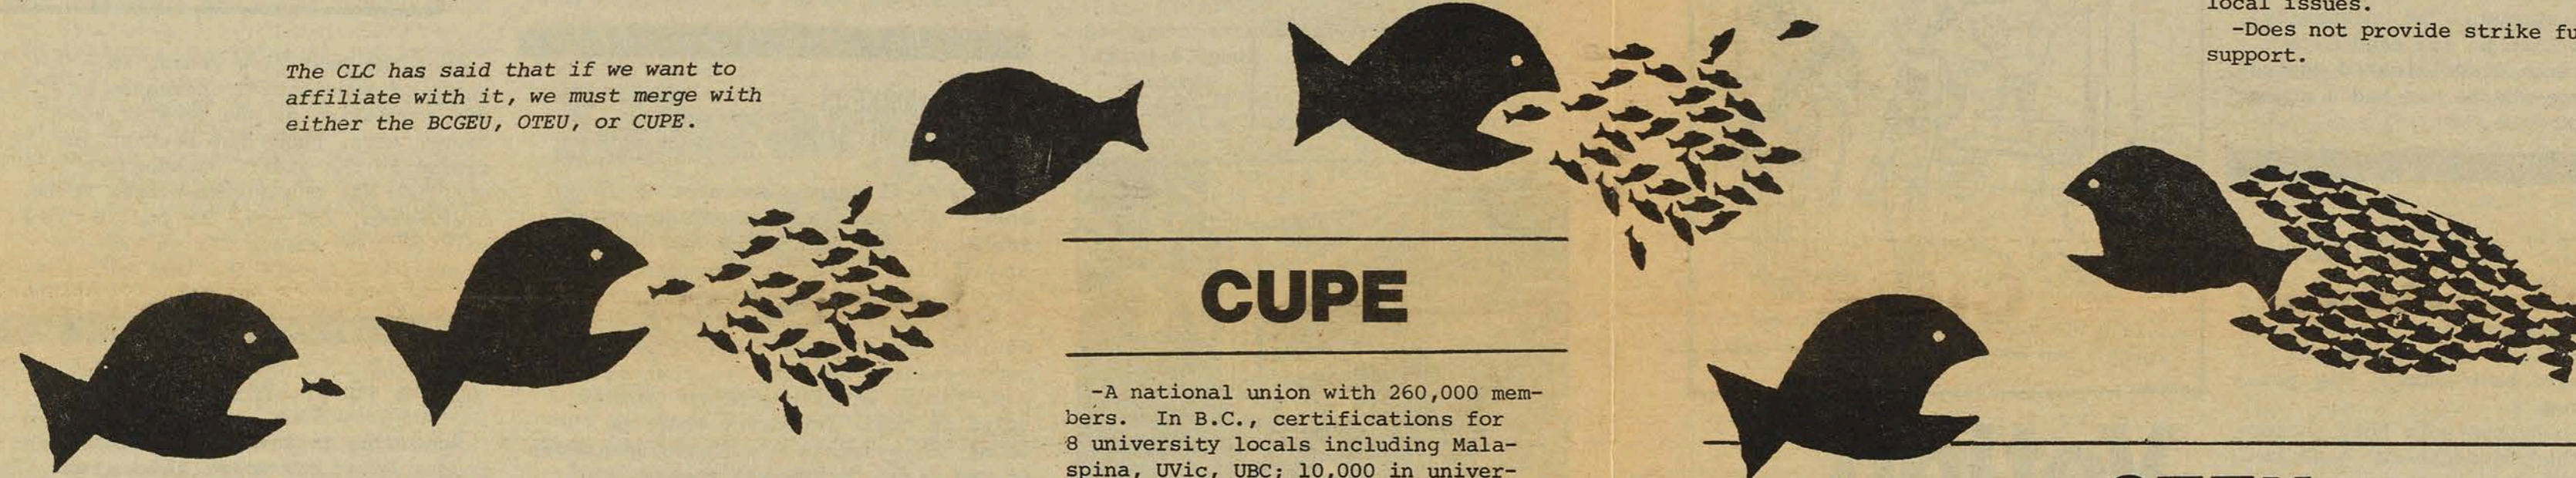 The CLC has said that if we want to
affiliate with it, we must merge with
either the BCGEU, OTEU, or CUPE.
CUPE
-A national union with 260,000 mem-
bers.  In B.C., certifications for
8 university locals including Mala-
spina, UVic, UBC; 10,000 in univer-
local issues.
-Does not provide strike fu
support.